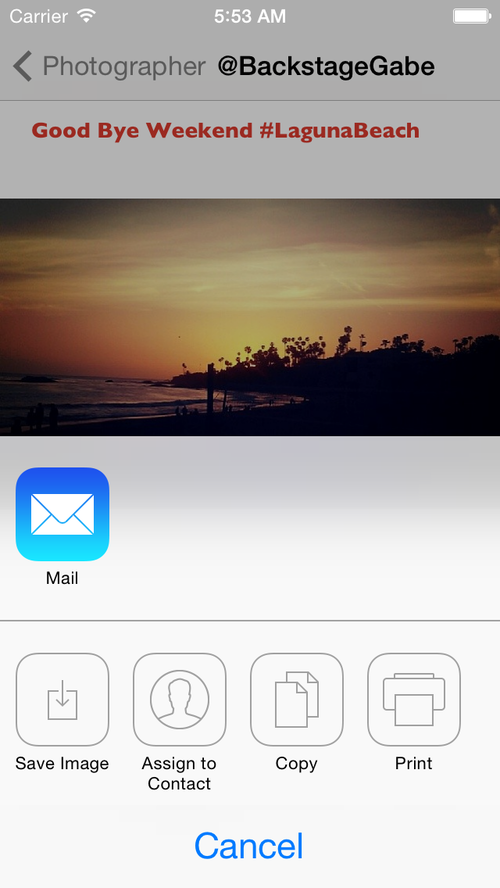 Carrier 5:53 AM
Photographer @BackstageGabe
Good Bye Weekend #LagunaBeach
Mail
Save Image Assign to Copy Print
Contact
Cancel